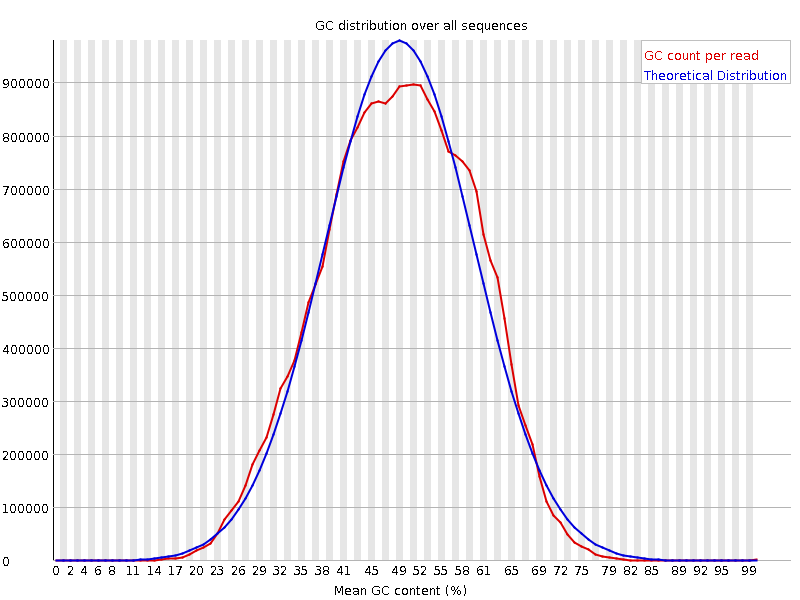 GC distribution over all sequences
GC count per read
Theoretical Distribution
900000
800000
700000
600000
500000
400000
300000
200000
100000
0
0 2 4 6 8 11 14 17 20 23 26 29 32 35 38 41 45 49 52 55 58 61 65 69 72 75 79 82 85 89 92 95 99
Mean GC content (%)